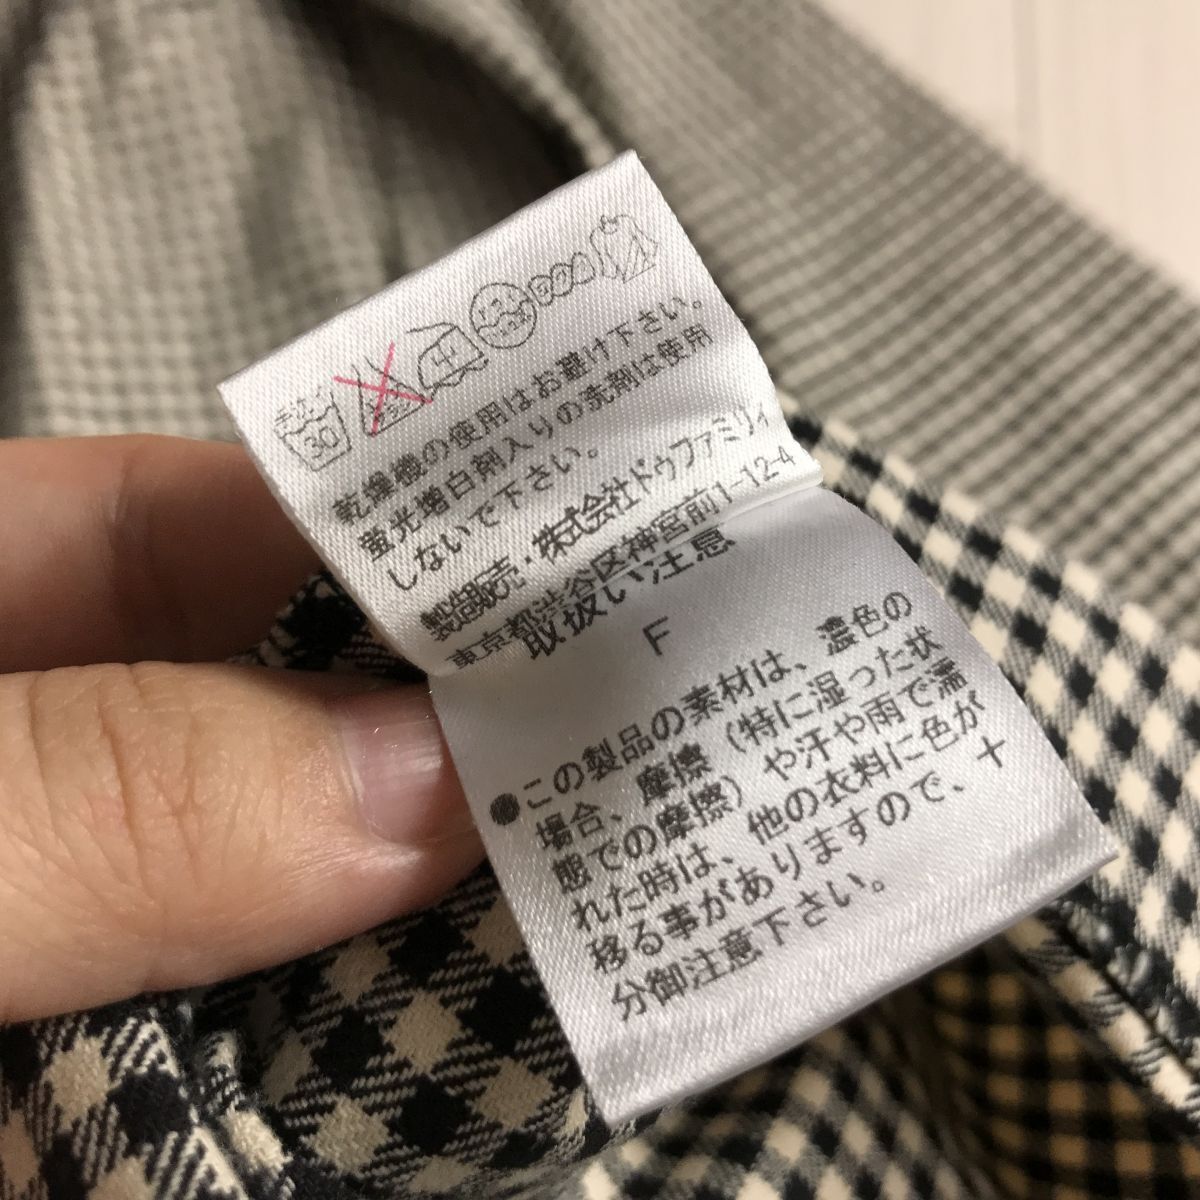 30
乾燥機の使用はお避け下さい。
蛍光増白剤入りの洗剤は使用
しないで下さい。
製造販売・株式会社ドゥファミリィ
東京都渋谷区神宮前1-12-4
取扱い注意
F
●この製品の素材は、濃色の
場合、摩擦(特に湿った状
態での摩擦)や汗や雨で濡
れた時は、他の衣料に色が
移る事がありますので、十
分御注意下さい。